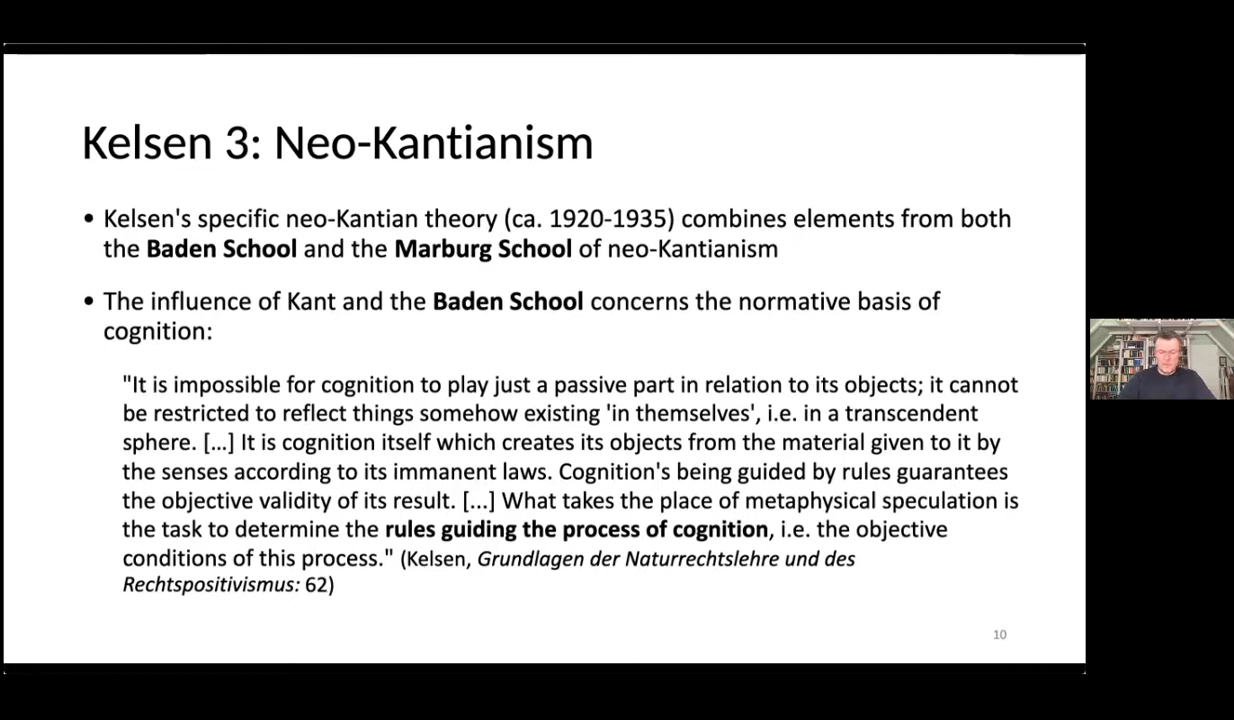 Kelsen 3: Neo-Kantianism
• Kelsen's specific neo-Kantian theory (ca. 1920-1935) combines elements from both
the Baden School and the Marburg School of neo-Kantianism
• The influence of Kant and the Baden School concerns the normative basis of
cognition:
"It is impossible for cognition to play just a passive part in relation to its objects; it cannot
be restricted to reflect things somehow existing 'in themselves', i.e. in a transcendent
sphere. [...] It is cognition itself which creates its objects from the material given to it by
the senses according to its immanent laws. Cognition's being guided by rules guarantees
the objective validity of its result. [...] What takes the place of metaphysical speculation is
the task to determine the rules guiding the process of cognition, i.e. the objective
conditions of this process." (Kelsen, Grundlagen der Naturrechtslehre und des
Rechtspositivismus: 62)
10